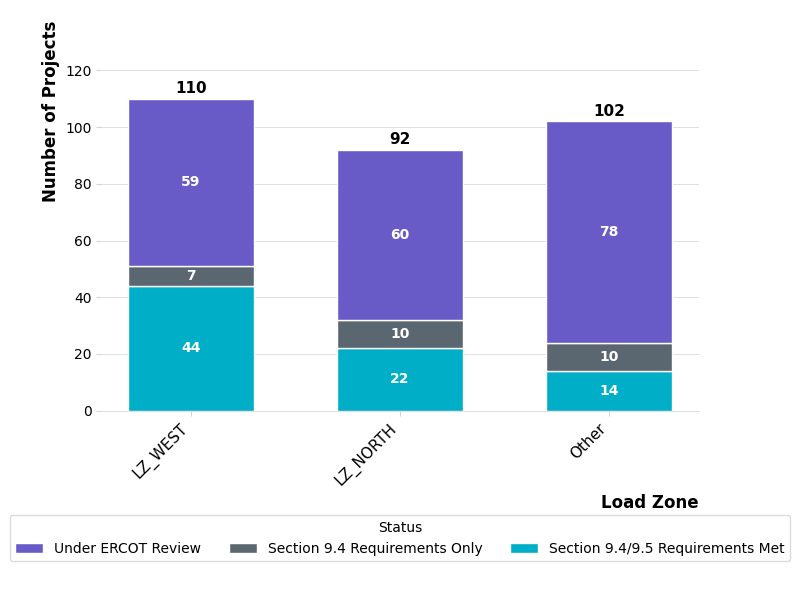 Number of Projects
120
100
80
60
40
20
0
110
59
7
44
92
60
10
22
102
78
10
14
LZ_WEST
LZ_NORTH
Other
Load Zone
Status
Under ERCOT Review
Section 9.4 Requirements Only
Section 9.4/9.5 Requirements Met